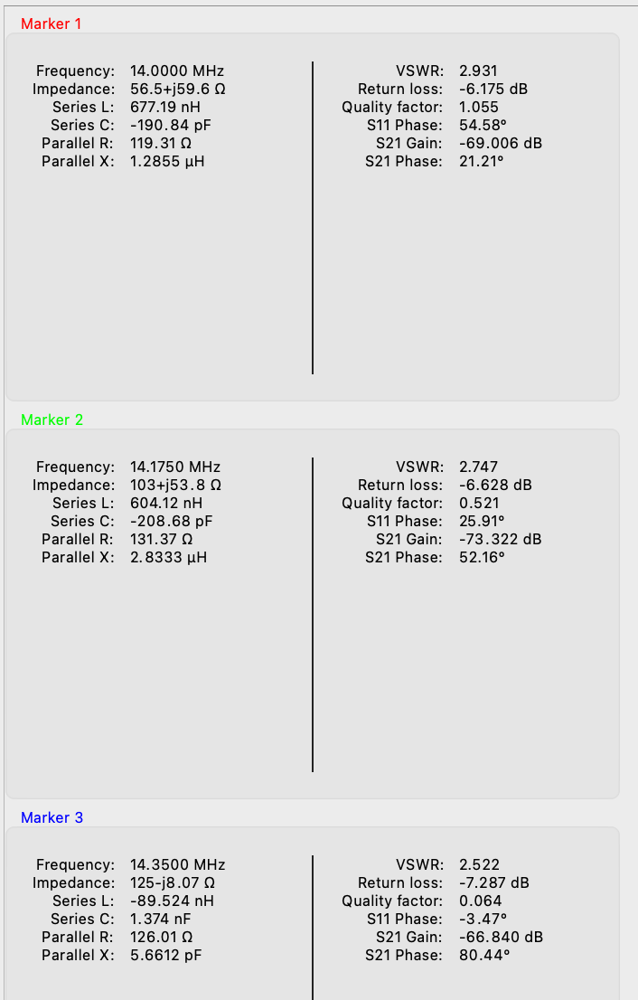 Marker 1
Frequency: 14.0000 MHz VSWR: 2.931
Impedance: 56.5+j59.6 Ω Return loss: -6.175 dB
Series L: 677.19 nH Quality factor: 1.055
Series C: -190.84 pF S11 Phase: 54.58°
Parallel R: 119.31 Ω S21 Gain: -69.006 dB
Parallel X: 1.2855 µH S21 Phase: 21.21°
Marker 2
Frequency: 14.1750 MHz VSWR: 2.747
Impedance: 103+j53.8 Ω Return loss: -6.628 dB
Series L: 604.12 nH Quality factor: 0.521
Series C: -208.68 pF S11 Phase: 25.91°
Parallel R: 131.37 Ω S21 Gain: -73.322 dB
Parallel X: 2.8333 µH S21 Phase: 52.16°
Marker 3
Frequency: 14.3500 MHz VSWR: 2.522
Impedance: 125-j8.07 Ω Return loss: -7.287 dB
Series L: -89.524 nH Quality factor: 0.064
Series C: 1.374 nF S11 Phase: -3.47°
Parallel R: 126.01 Ω S21 Gain: -66.840 dB
Parallel X: 5.6612 pF S21 Phase: 80.44°